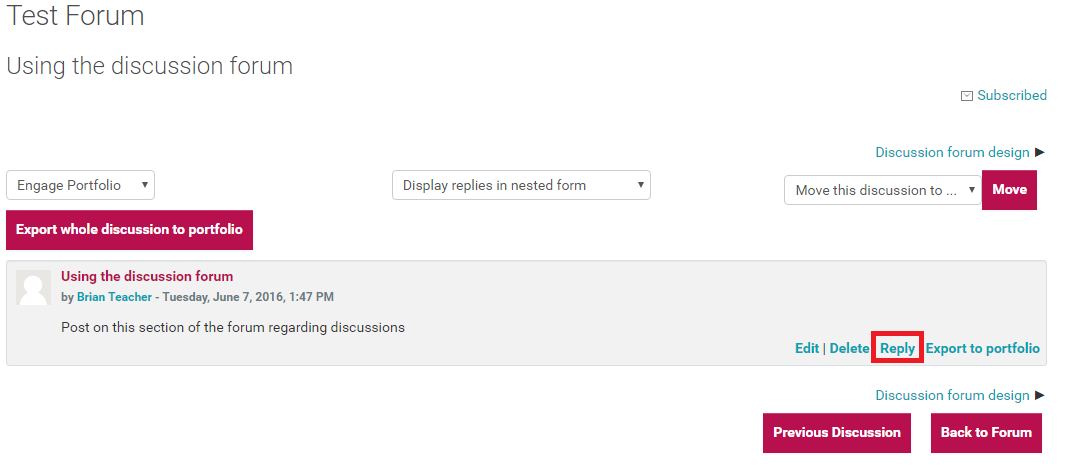 Test Forum
Using the discussion forum
Subscribed
Discussion forum design ►
Engage Portfolio
Display replies in nested form
Move this discussion to ...
Move
Export whole discussion to portfolio
Using the discussion forum
by Brian Teacher - Tuesday, June 7, 2016, 1:47 PM
Post on this section of the forum regarding discussions
Edit | Delete Reply Export to portfolio
Discussion forum design ►
Previous Discussion
Back to Forum